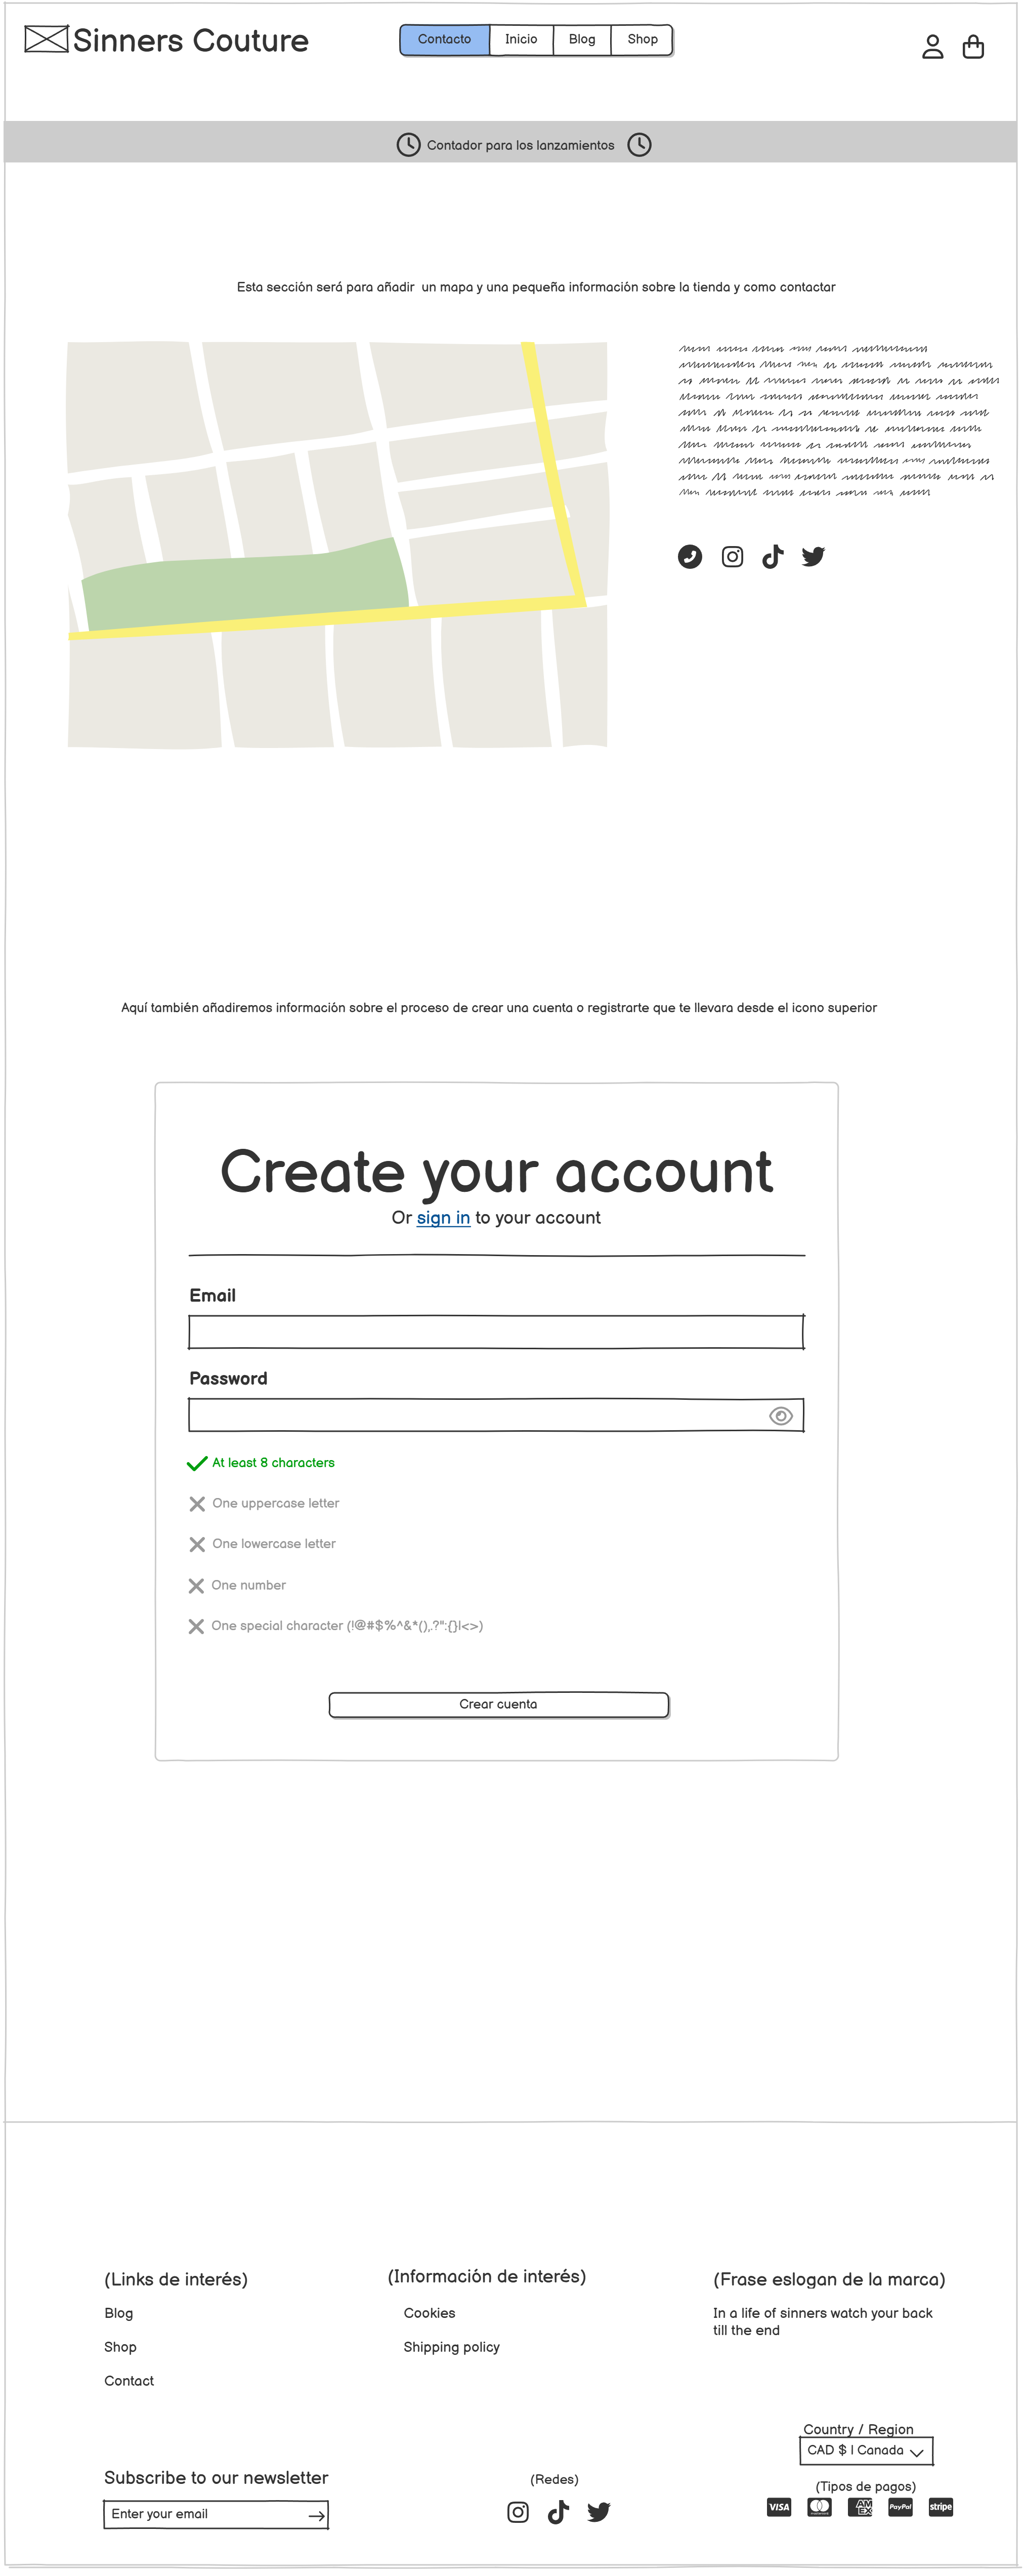 Sinners Couture
Contacto
Inicio
Blog
Shop
Contador para los lanzamientos
Esta sección será para añadir un mapa y una pequeña información sobre la tienda y como contactar
Aquí también añadiremos información sobre el proceso de crear una cuenta o registrarte que te llevara desde el icono superior
Create your account
Or sign in to your account
Email
Password
At least 8 characters
One uppercase letter
One lowercase letter
One number
One special character (!@#$%^&*(),.?":{}|<>)
Crear cuenta
(Links de interés)
Blog
Shop
Contact
(Información de interés)
Cookies
Shipping policy
(Frase eslogan de la marca)
In a life of sinners watch your back
till the end
Country / Region
CAD $ | Canada
Subscribe to our newsletter
Enter your email
(Redes)
(Tipos de pagos)
VISA
AM
EX
PayPal
stripe